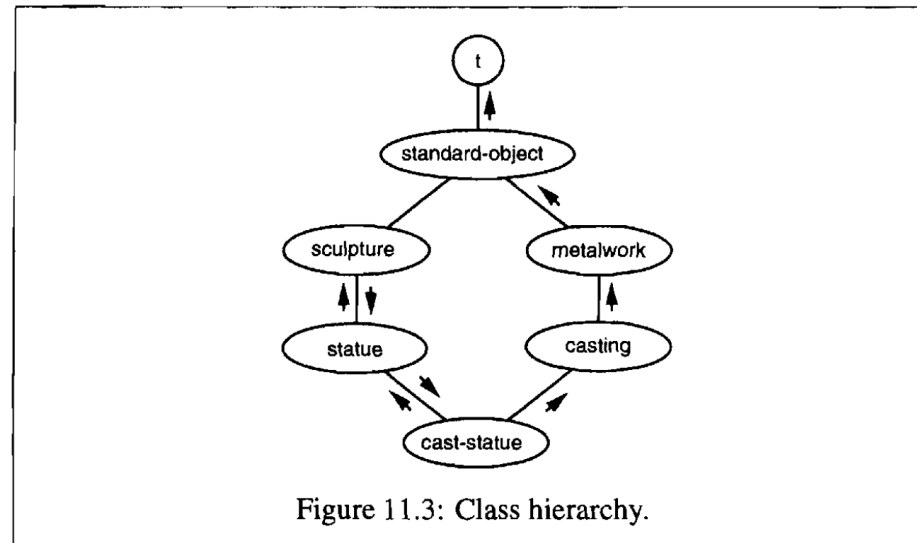 t
standard-object
sculpture
metalwork
statue
casting
cast-statue
Figure 11.3: Class hierarchy.